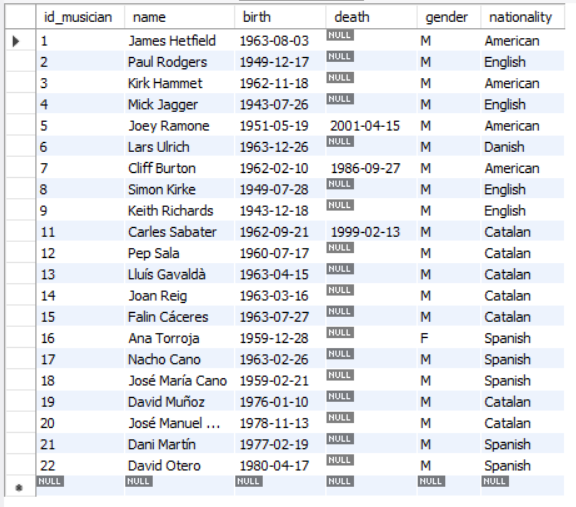 id_musician name birth death gender nationality
1 James Hetfield 1963-08-03 NULL M American
2 Paul Rodgers 1949-12-17 NULL M English
3 Kirk Hammet 1962-11-18 NULL M American
4 Mick Jagger 1943-07-26 NULL M English
5 Joey Ramone 1951-05-19 2001-04-15 M American
6 Lars Ulrich 1963-12-26 NULL M Danish
7 Cliff Burton 1962-02-10 1986-09-27 M American
8 Simon Kirke 1949-07-28 NULL M English
9 Keith Richards 1943-12-18 NULL M English
11 Carles Sabater 1962-09-21 1999-02-13 M Catalan
12 Pep Sala 1960-07-17 NULL M Catalan
13 Lluís Gavaldà 1963-04-15 NULL M Catalan
14 Joan Reig 1963-03-16 NULL M Catalan
15 Falin Cáceres 1963-07-27 NULL M Catalan
16 Ana Torroja 1959-12-28 NULL F Spanish
17 Nacho Cano 1963-02-26 NULL M Spanish
18 José María Cano 1959-02-21 NULL M Spanish
19 David Muñoz 1976-01-10 NULL M Catalan
20 José Manuel ... 1978-11-13 NULL M Catalan
21 Dani Martín 1977-02-19 NULL M Spanish
22 David Otero 1980-04-17 NULL M Spanish
NULL NULL NULL NULL NULL NULL